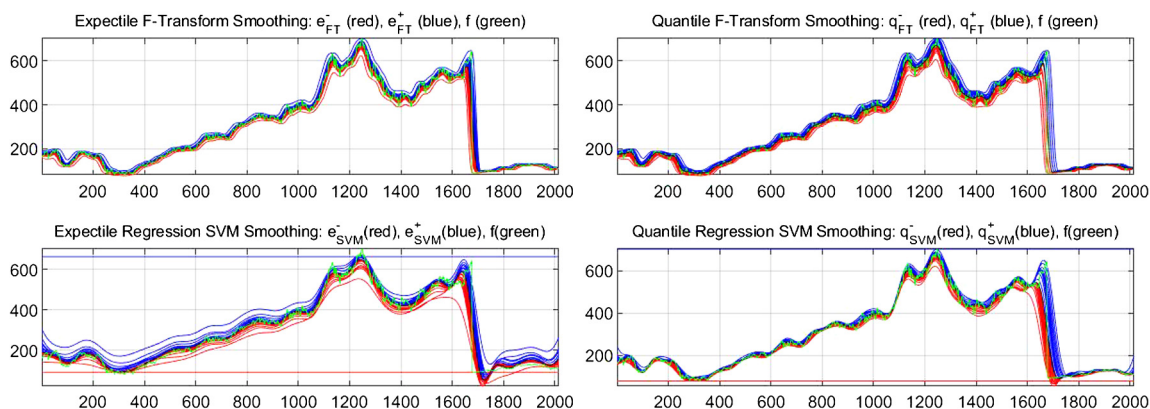 Expectile F-Transform Smoothing: e⁻FT (red), e⁺FT (blue), f (green)
600
400
200
200 400 600 800 1000 1200 1400 1600 1800 2000
Quantile F-Transform Smoothing: q⁻FT (red), q⁺FT (blue), f (green)
600
400
200
200 400 600 800 1000 1200 1400 1600 1800 2000
Expectile Regression SVM Smoothing: e⁻SVM(red), e⁺SVM(blue), f(green)
600
400
200
200 400 600 800 1000 1200 1400 1600 1800 2000
Quantile Regression SVM Smoothing: q⁻SVM(red), q⁺SVM(blue), f(green)
600
400
200
200 400 600 800 1000 1200 1400 1600 1800 2000